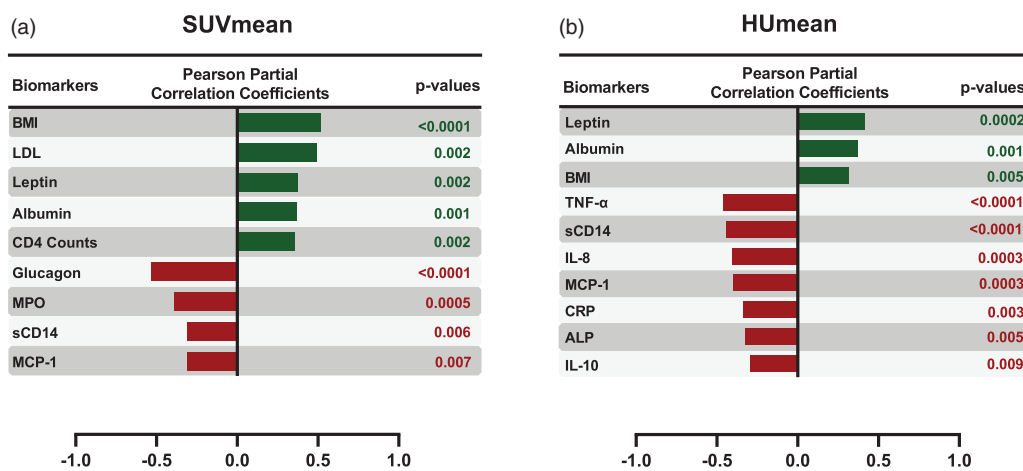 (a) SUVmean
Biomarkers Pearson Partial Correlation Coefficients p-values
BMI <0.0001
LDL 0.002
Leptin 0.002
Albumin 0.001
CD4 Counts 0.002
Glucagon <0.0001
MPO 0.0005
sCD14 0.006
MCP-1 0.007
-1.0 -0.5 0.0 0.5 1.0
(b) HUmean
Biomarkers Pearson Partial Correlation Coefficients p-values
Leptin 0.0002
Albumin 0.001
BMI 0.005
TNF-α <0.0001
sCD14 <0.0001
IL-8 0.0003
MCP-1 0.0003
CRP 0.003
ALP 0.005
IL-10 0.009
-1.0 -0.5 0.0 0.5 1.0